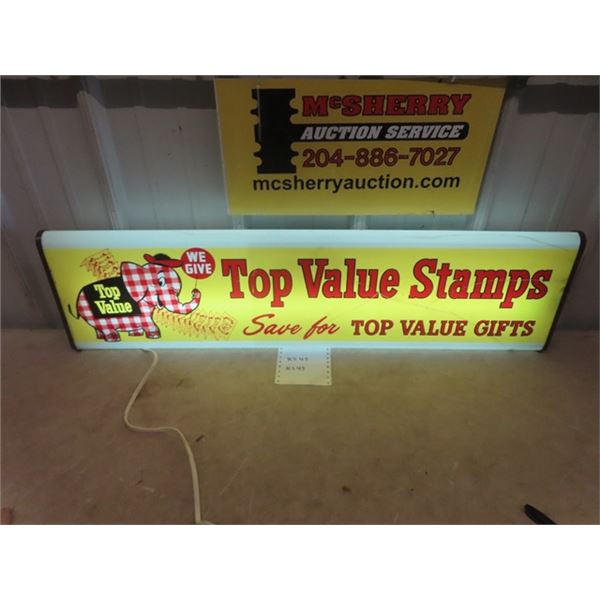 McSHERRY
AUCTION SERVICE
204-886-7027
mcsherryauction.com
WE
GIVE
Top
Value
Top Value Stamps
Save for TOP VALUE GIFTS